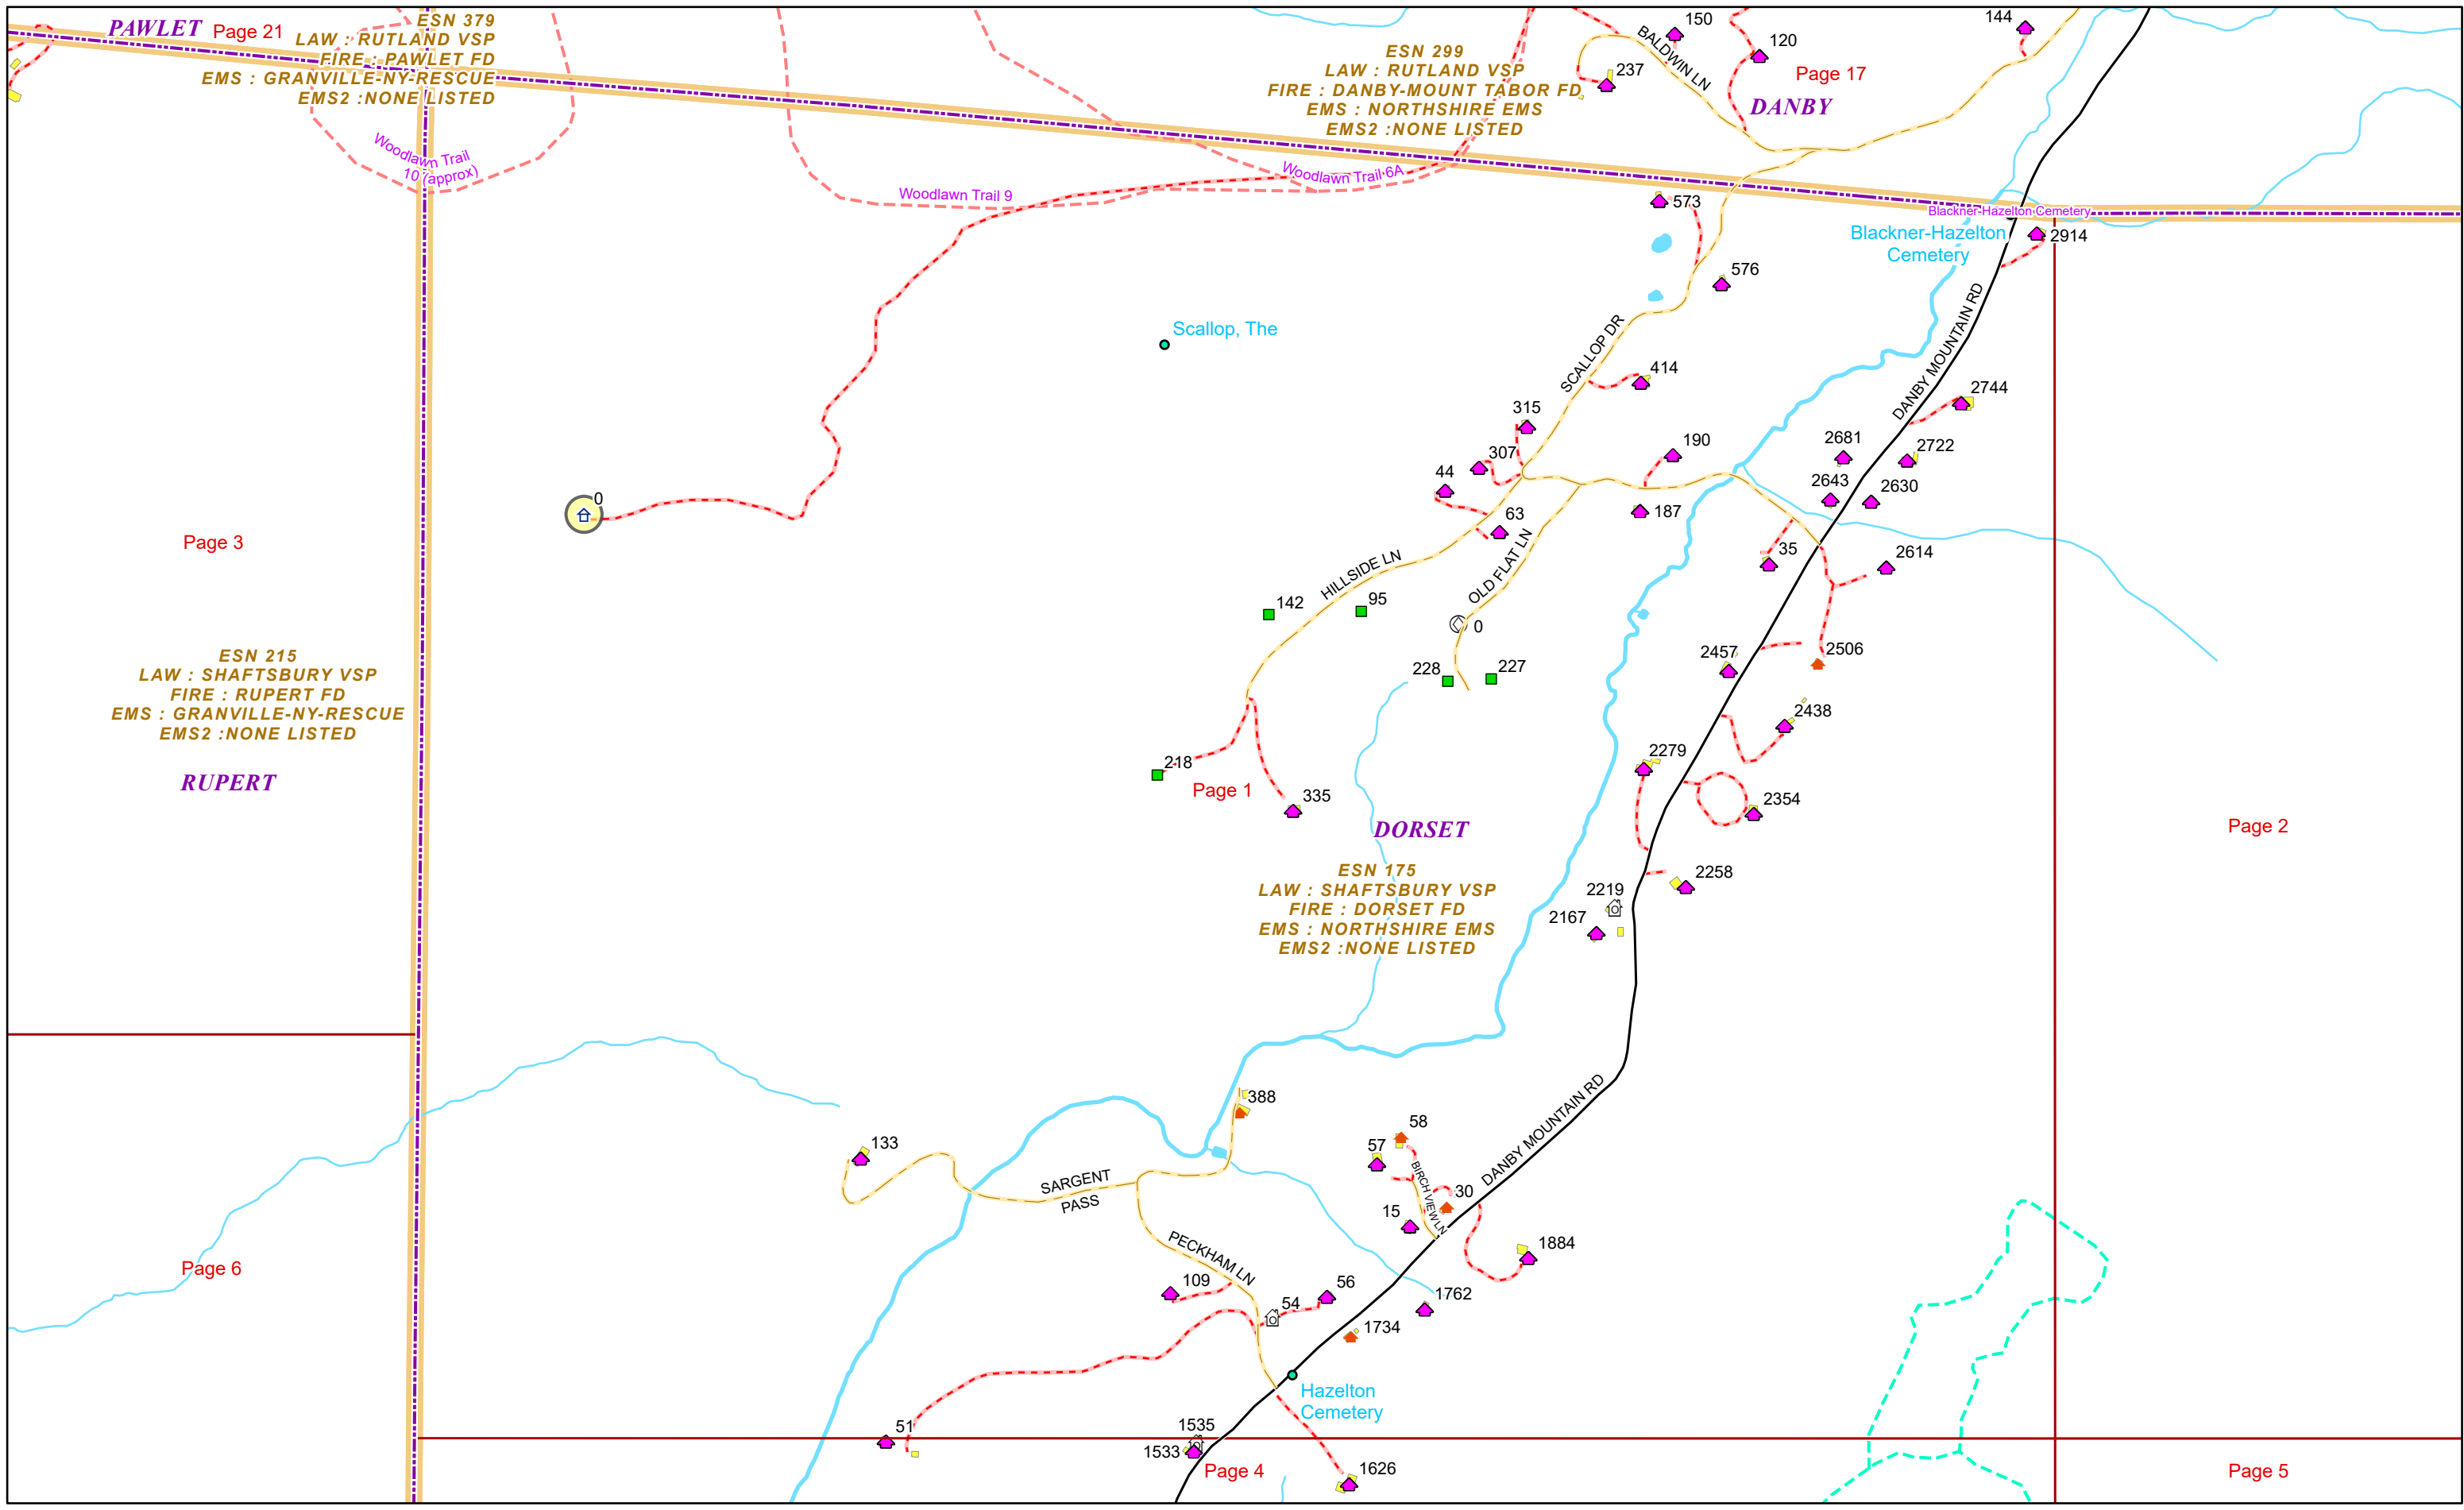 PAWLET Page 21
ESN 379
LAW : RUTLAND VSP
FIRE : PAWLET FD
EMS : GRANVILLE-NY-RESCUE
EMS2 :NONE LISTED
Woodlawn Trail
10 (approx)
Woodlawn Trail 9
Woodlawn Trail 6A
ESN 299
LAW : RUTLAND VSP
FIRE : DANBY-MOUNT TABOR FD
EMS : NORTHSHIRE EMS
EMS2 :NONE LISTED
237
BALDWIN LN
150
120
144
Page 17
DANBY
573
Blackner-Hazelton Cemetery
Blackner-Hazelton
Cemetery
2914
576
Scallop, The
SCALLOP DR
DANBY MOUNTAIN RD
414
2744
315
307
190
2681
2722
44
2643
2630
0
63
187
Page 3
35
2614
HILLSIDE LN
OLD FLAT LN
142
95
0
ESN 215
LAW : SHAFTSBURY VSP
FIRE : RUPERT FD
EMS : GRANVILLE-NY-RESCUE
EMS2 :NONE LISTED
RUPERT
228
227
2457
2506
2438
218
Page 1
335
2279
2354
DORSET
Page 2
ESN 175
LAW : SHAFTSBURY VSP
FIRE : DORSET FD
EMS : NORTHSHIRE EMS
EMS2 :NONE LISTED
2258
2219
2167
388
DANBY MOUNTAIN RD
133
58
57
SARGENT
PASS
BIRCH VIEW LN
30
15
PECKHAM LN
1884
Page 6
109
54
56
1762
1734
Hazelton
Cemetery
51
1535
1533
Page 4
1626
Page 5